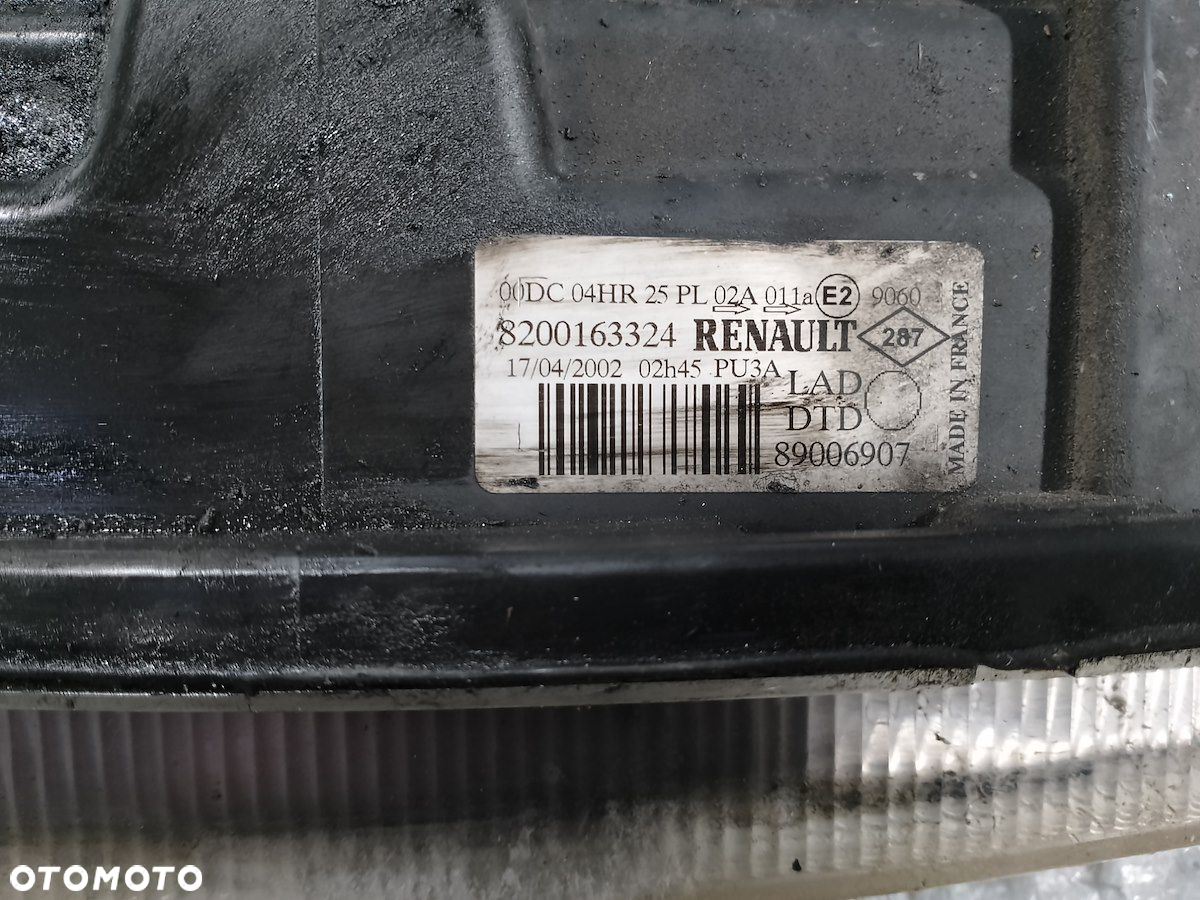 00DC 04HR 25 PL 02A 011a E2 9060
8200163324 RENAULT 287
17/04/2002 02h45 PU3A
LAD
DTD
89006907
MADE IN FRANCE
OTOMOTO